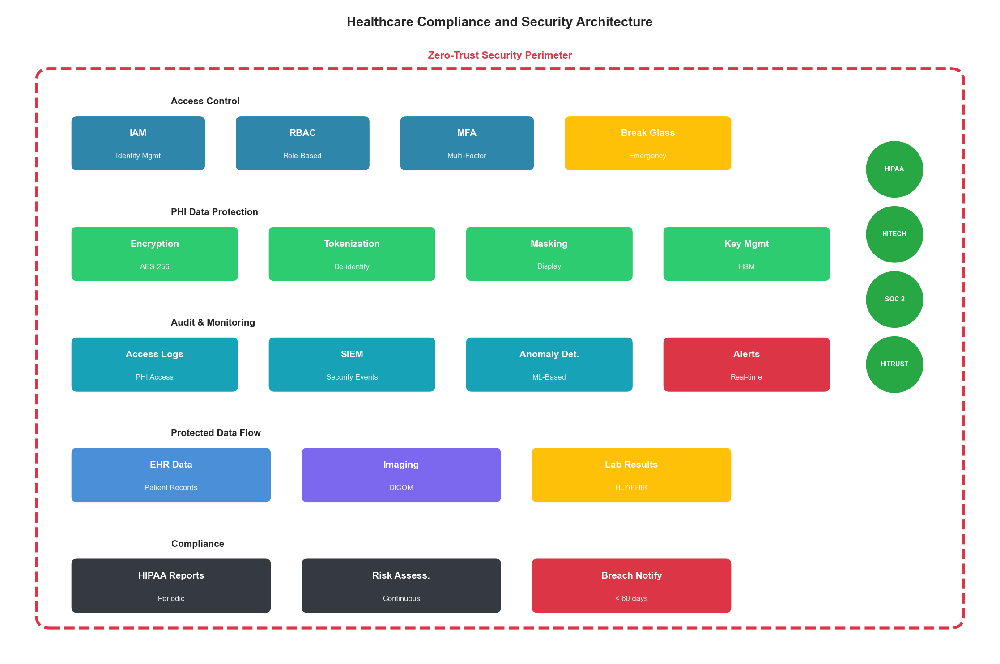 Healthcare Compliance and Security Architecture
Zero-Trust Security Perimeter
Access Control
IAM
Identity Mgmt
RBAC
Role-Based
MFA
Multi-Factor
Break Glass
Emergency
PHI Data Protection
Encryption
AES-256
Tokenization
De-identify
Masking
Display
Key Mgmt
HSM
Audit & Monitoring
Access Logs
PHI Access
SIEM
Security Events
Anomaly Det.
ML-Based
Alerts
Real-time
Protected Data Flow
EHR Data
Patient Records
Imaging
DICOM
Lab Results
HL7/FHIR
Compliance
HIPAA Reports
Periodic
Risk Assess.
Continuous
Breach Notify
< 60 days
HIPAA
HITECH
SOC 2
HITRUST